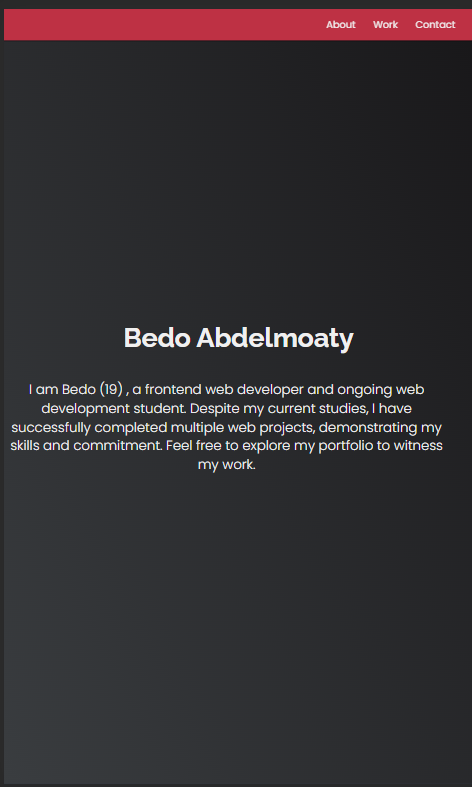 About Work Contact
Bedo Abdelmoaty
I am Bedo (19) , a frontend web developer and ongoing web
development student. Despite my current studies, I have
successfully completed multiple web projects, demonstrating my
skills and commitment. Feel free to explore my portfolio to witness
my work.